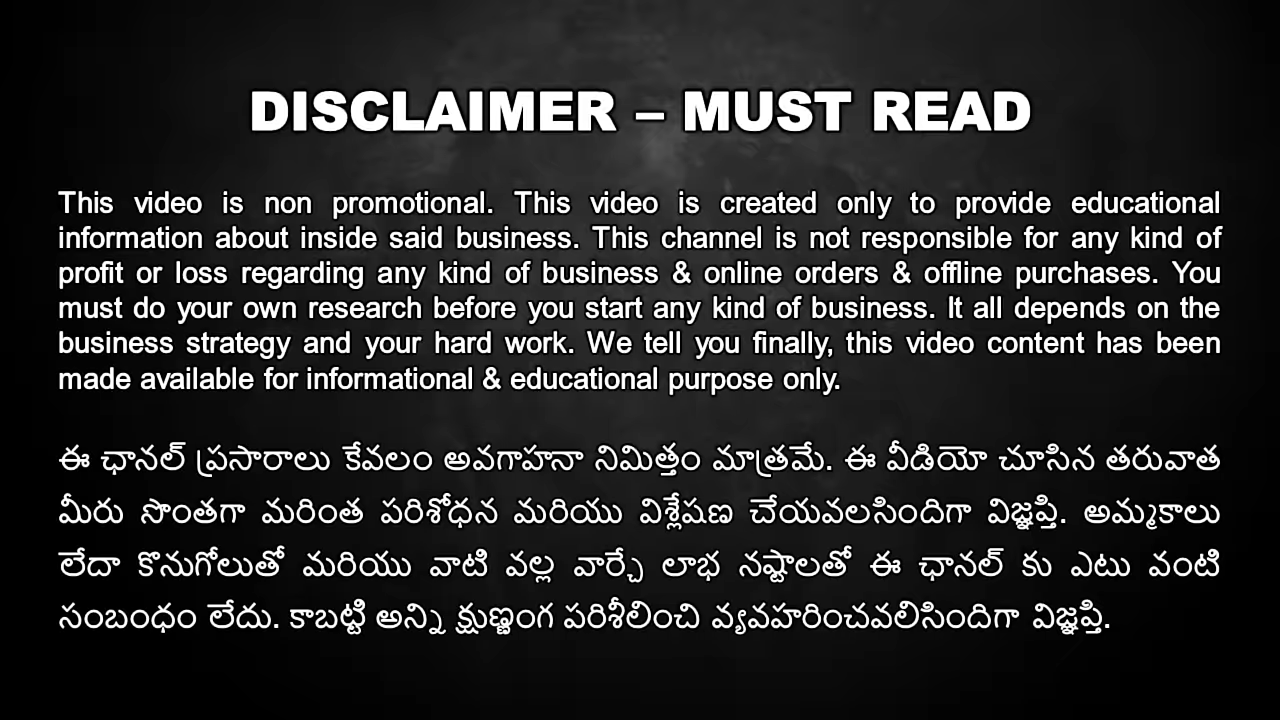 DISCLAIMER – MUST READ
This video is non promotional. This video is created only to provide educational
information about inside said business. This channel is not responsible for any kind of
profit or loss regarding any kind of business & online orders & offline purchases. You
must do your own research before you start any kind of business. It all depends on the
business strategy and your hard work. We tell you finally, this video content has been
made available for informational & educational purpose only.
ఈ ఛానల్ ప్రసారాలు కేవలం అవగాహనా నిమిత్తం మాత్రమే. ఈ వీడియో చూసిన తరువాత
మీరు సొంతగా మరింత పరిశోధన మరియు విశ్లేషణ చేయవలసిందిగా విజ్ఞప్తి. అమ్మకాలు
లేదా కొనుగోలుతో మరియు వాటి వల్ల వార్చే లాభ నష్టాలతో ఈ ఛానల్ కు ఎటు వంటి
సంబంధం లేదు. కాబట్టి అన్ని క్షుణ్ణంగ పరిశీలించి వ్యవహరించవలిసిందిగా విజ్ఞప్తి.